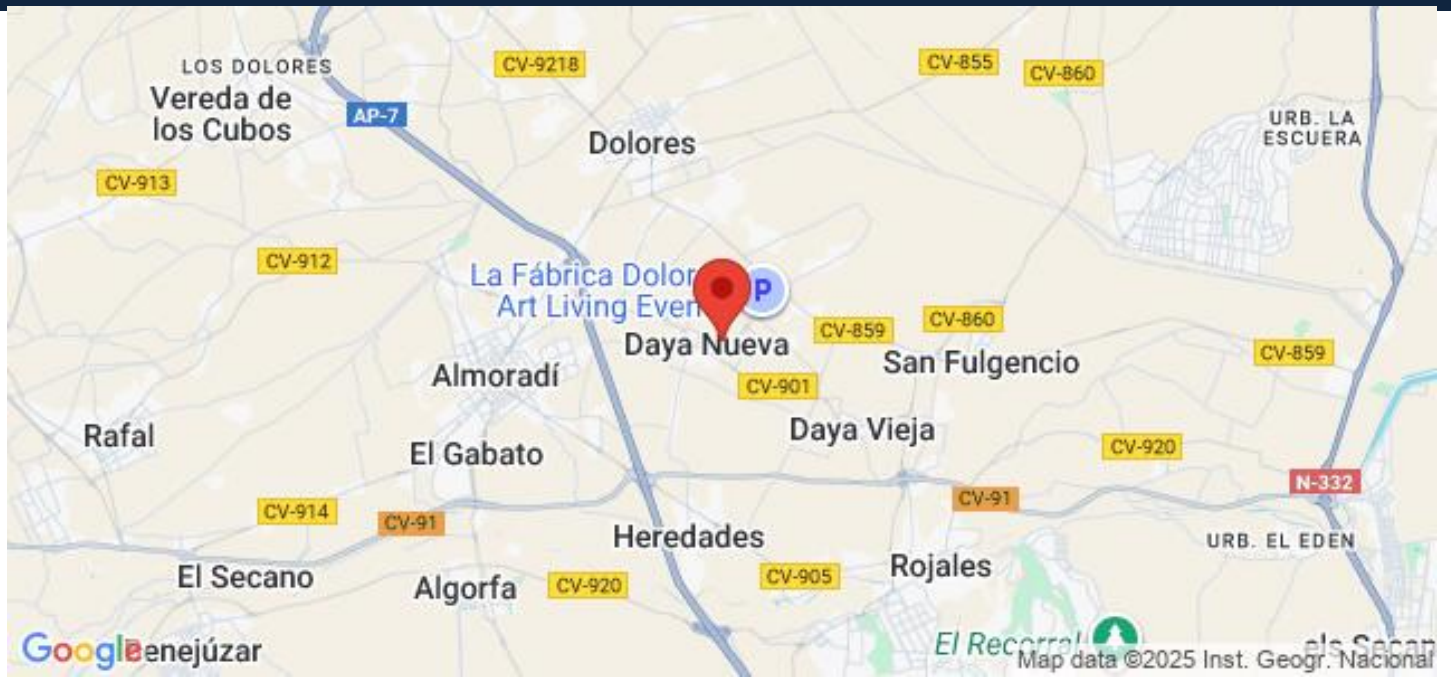 LOS DOLORES
Vereda de
los Cubos
AP-7
CV-9218
CV-855
CV-860
URB. LA
ESCUERA
Dolores
CV-913
CV-912
La Fábrica Dolor
Art Living Even
P
Daya Nueva
CV-859
CV-860
San Fulgencio
CV-859
Almoradí
CV-901
Rafal
Daya Vieja
El Gabato
CV-920
N-332
CV-914
CV-91
CV-91
Heredades
URB. EL EDEN
El Secano
Algorfa
CV-920
CV-905
Rojales
Google
enejúzar
El Recorral
els Secan
Map data ©2025 Inst. Geogr. Nacional